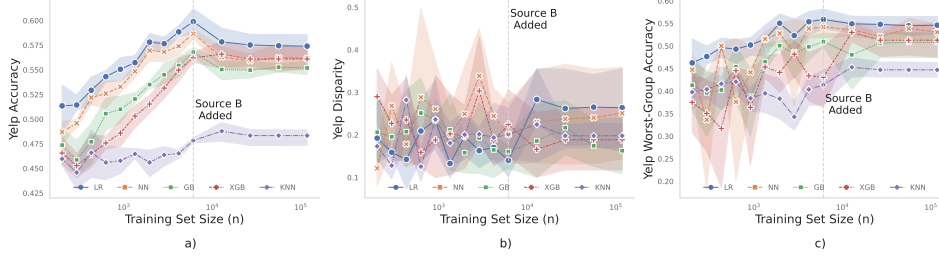 Yelp Accuracy
0.600
0.575
0.550
0.525
0.500
0.475
0.450
0.425
Source B
Added
LR NN GB XGB KNN
10³ 10⁴ 10⁵
Training Set Size (n)
a)
Yelp Disparity
0.5
0.4
0.3
0.2
0.1
Source B
Added
LR NN GB XGB KNN
10³ 10⁴ 10⁵
Training Set Size (n)
b)
Yelp Worst-Group Accuracy
0.60
0.55
0.50
0.45
0.40
0.35
0.30
0.25
0.20
Source B
Added
LR NN GB XGB KNN
10³ 10⁴ 10⁵
Training Set Size (n)
c)